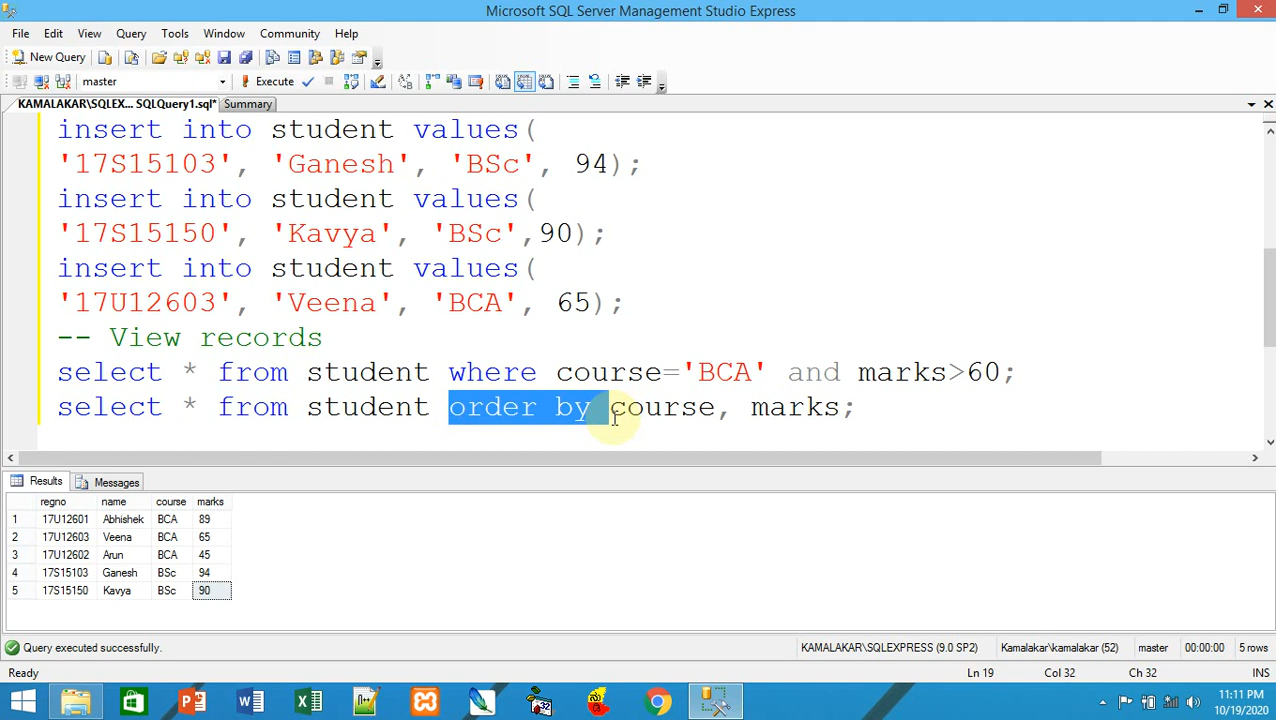 Microsoft SQL Server Management Studio Express
File Edit View Query Tools Window Community Help
New Query
master Execute
KAMALAKAR\SQLEX... SQLQuery1.sql* Summary
insert into student values(
'17S15103', 'Ganesh', 'BSc', 94);
insert into student values(
'17S15150', 'Kavya', 'BSc',90);
insert into student values(
'17U12603', 'Veena', 'BCA', 65);
-- View records
select * from student where course='BCA' and marks>60;
select * from student order by course, marks;
Results Messages
regno name course marks
1 17U12601 Abhishek BCA 89
2 17U12603 Veena BCA 65
3 17U12602 Arun BCA 45
4 17S15103 Ganesh BSc 94
5 17S15150 Kavya BSc 90
Query executed successfully. KAMALAKAR\SQLEXPRESS (9.0 SP2) Kamalakar\kamalakar (52) master 00:00:00 5 rows
Ready Ln 19 Col 32 Ch 32 INS
11:11 PM
10/19/2020